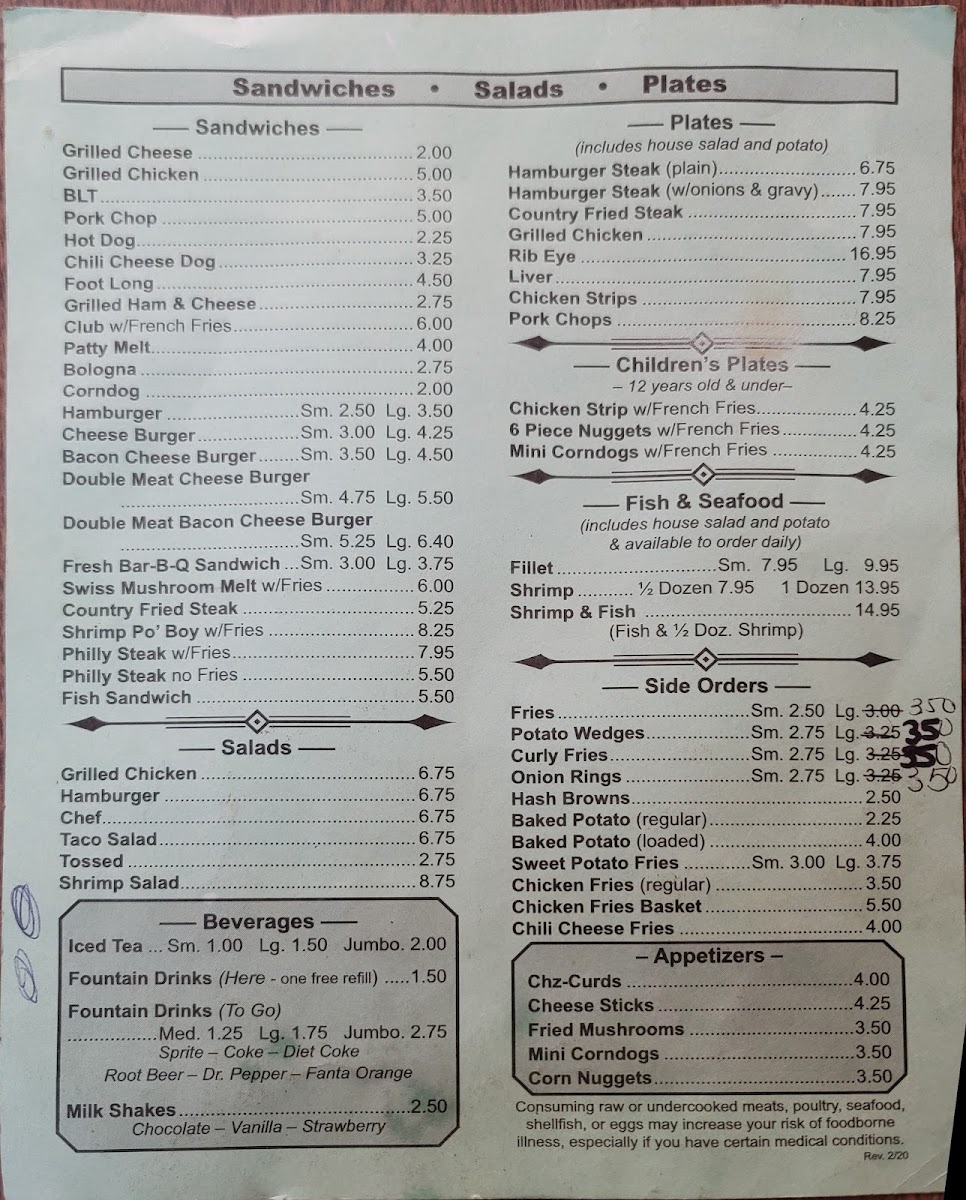 Sandwiches • Salads • Plates
Sandwiches
Grilled Cheese 2.00
Grilled Chicken 5.00
BLT 3.50
Pork Chop 5.00
Hot Dog 2.25
Chili Cheese Dog 3.25
Foot Long 4.50
Grilled Ham & Cheese 2.75
Club w/French Fries 6.00
Patty Melt 4.00
Bologna 2.75
Corndog 2.00
Hamburger Sm. 2.50 Lg. 3.50
Cheese Burger Sm. 3.00 Lg. 4.25
Bacon Cheese Burger Sm. 3.50 Lg. 4.50
Double Meat Cheese Burger
Sm. 4.75 Lg. 5.50
Double Meat Bacon Cheese Burger
Sm. 5.25 Lg. 6.40
Fresh Bar-B-Q Sandwich Sm. 3.00 Lg. 3.75
Swiss Mushroom Melt w/Fries 6.00
Country Fried Steak 5.25
Shrimp Po' Boy w/Fries 8.25
Philly Steak w/Fries 7.95
Philly Steak no Fries 5.50
Fish Sandwich 5.50
Salads
Grilled Chicken 6.75
Hamburger 6.75
Chef 6.75
Taco Salad 6.75
Tossed 2.75
Shrimp Salad 8.75
Beverages
Iced Tea ... Sm. 1.00 Lg. 1.50 Jumbo. 2.00
Fountain Drinks (Here - one free refill) 1.50
Fountain Drinks (To Go)
Med. 1.25 Lg. 1.75 Jumbo. 2.75
Sprite – Coke – Diet Coke
Root Beer – Dr. Pepper – Fanta Orange
Milk Shakes 2.50
Chocolate – Vanilla – Strawberry
Plates
(includes house salad and potato)
Hamburger Steak (plain) 6.75
Hamburger Steak (w/onions & gravy) 7.95
Country Fried Steak 7.95
Grilled Chicken 7.95
Rib Eye 16.95
Liver 7.95
Chicken Strips 7.95
Pork Chops 8.25
Children's Plates
– 12 years old & under–
Chicken Strip w/French Fries 4.25
6 Piece Nuggets w/French Fries 4.25
Mini Corndogs w/French Fries 4.25
Fish & Seafood
(includes house salad and potato
& available to order daily)
Fillet Sm. 7.95 Lg. 9.95
Shrimp ½ Dozen 7.95 1 Dozen 13.95
Shrimp & Fish 14.95
(Fish & ½ Doz. Shrimp)
Side Orders
Fries Sm. 2.50 Lg. 3.00 350
Potato Wedges Sm. 2.75 Lg. 3.25 350
Curly Fries Sm. 2.75 Lg. 3.25 350
Onion Rings Sm. 2.75 Lg. 3.25 3.50
Hash Browns 2.50
Baked Potato (regular) 2.25
Baked Potato (loaded) 4.00
Sweet Potato Fries Sm. 3.00 Lg. 3.75
Chicken Fries (regular) 3.50
Chicken Fries Basket 5.50
Chili Cheese Fries 4.00
– Appetizers –
Chz-Curds 4.00
Cheese Sticks 4.25
Fried Mushrooms 3.50
Mini Corndogs 3.50
Corn Nuggets 3.50
Consuming raw or undercooked meats, poultry, seafood,
shellfish, or eggs may increase your risk of foodborne
illness, especially if you have certain medical conditions.
Rev. 2/20